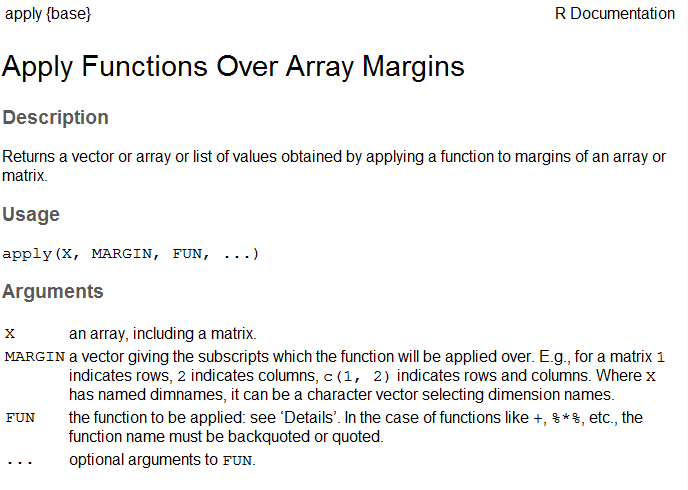 apply {base} R Documentation
Apply Functions Over Array Margins
Description
Returns a vector or array or list of values obtained by applying a function to margins of an array or
matrix.
Usage
apply(X, MARGIN, FUN, ...)
Arguments
X an array, including a matrix.
MARGIN a vector giving the subscripts which the function will be applied over. E.g., for a matrix 1
indicates rows, 2 indicates columns, c(1, 2) indicates rows and columns. Where X
has named dimnames, it can be a character vector selecting dimension names.
FUN the function to be applied: see ‘Details’. In the case of functions like +, %*%, etc., the
function name must be backquoted or quoted.
... optional arguments to FUN.